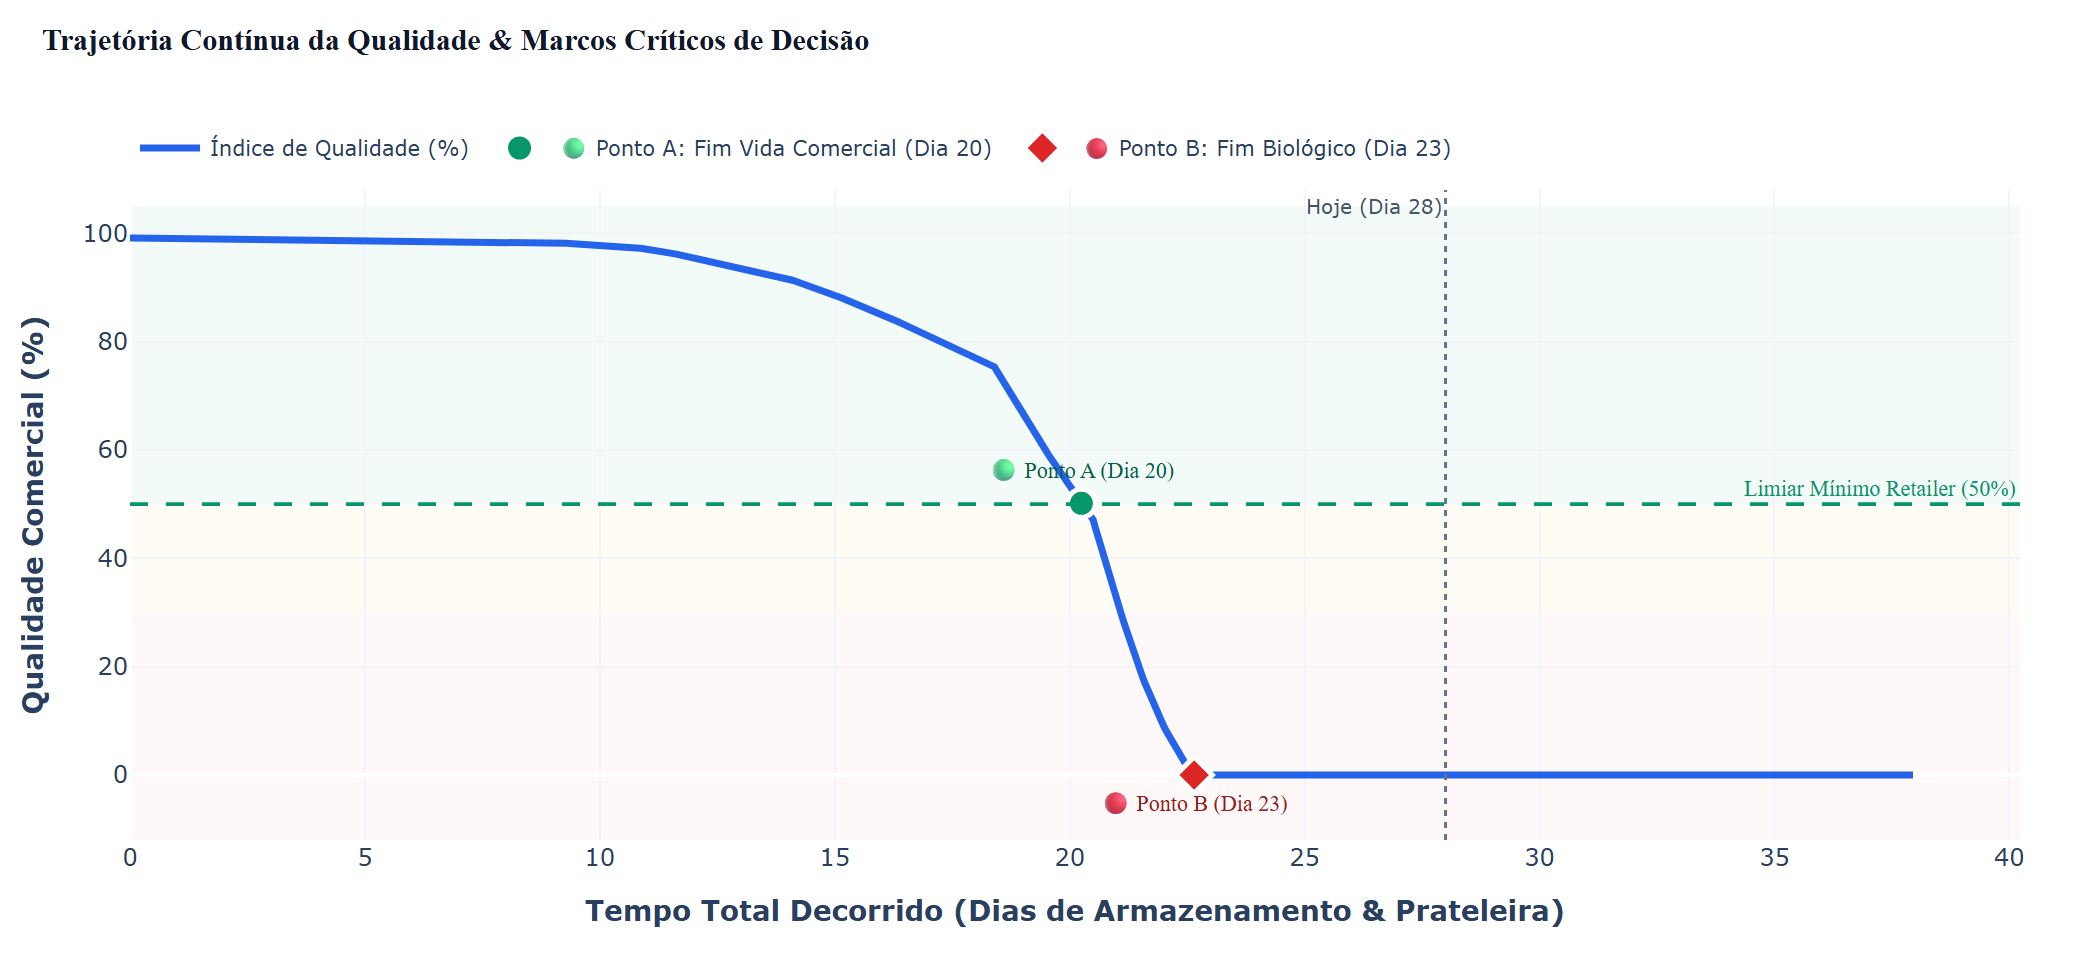 Trajetória Contínua da Qualidade & Marcos Críticos de Decisão
Índice de Qualidade (%)
Ponto A: Fim Vida Comercial (Dia 20)
Ponto B: Fim Biológico (Dia 23)
Hoje (Dia 28)
100
80
60
40
20
0
Qualidade Comercial (%)
Ponto A (Dia 20)
Limiar Mínimo Retailer (50%)
Ponto B (Dia 23)
0 5 10 15 20 25 30 35 40
Tempo Total Decorrido (Dias de Armazenamento & Prateleira)